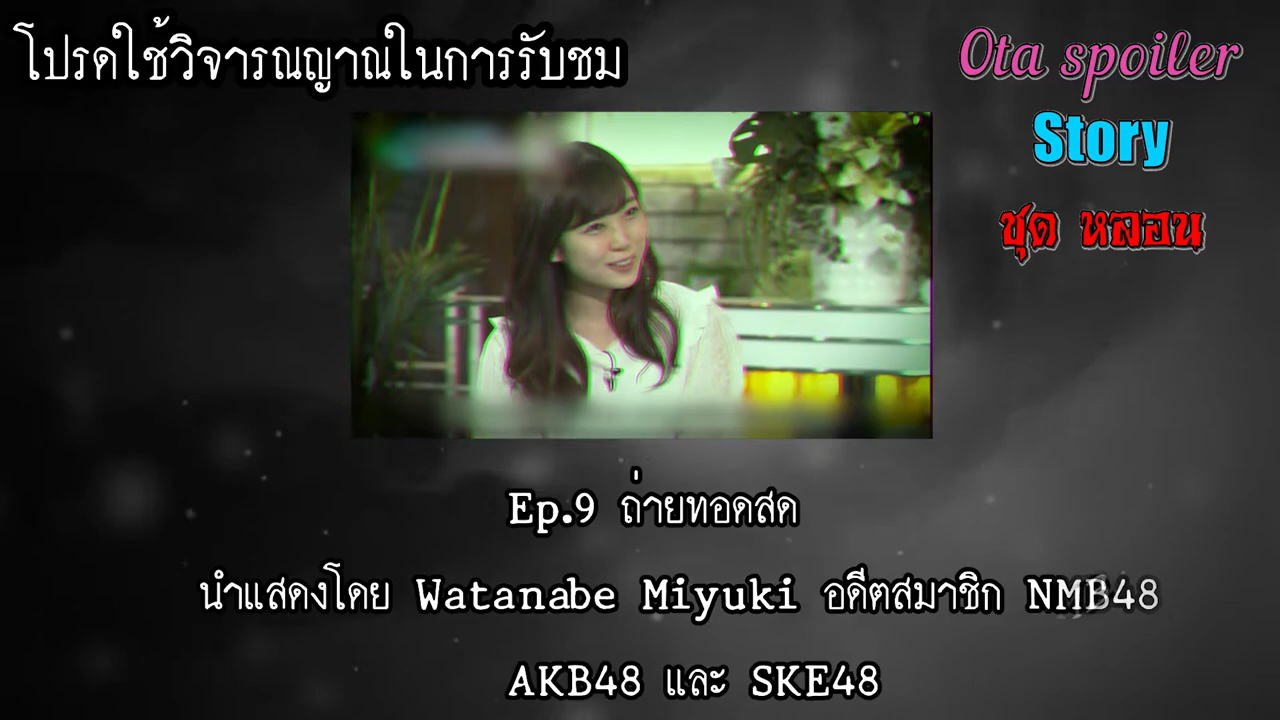 โปรดใช้วิจารณญาณในการรับชม
Ota spoiler
Story
ชุด หลอน
Ep.9 ถ่ายทอดสด
นำแสดงโดย Watanabe Miyuki อดีตสมาชิก NMB48
AKB48 และ SKE48